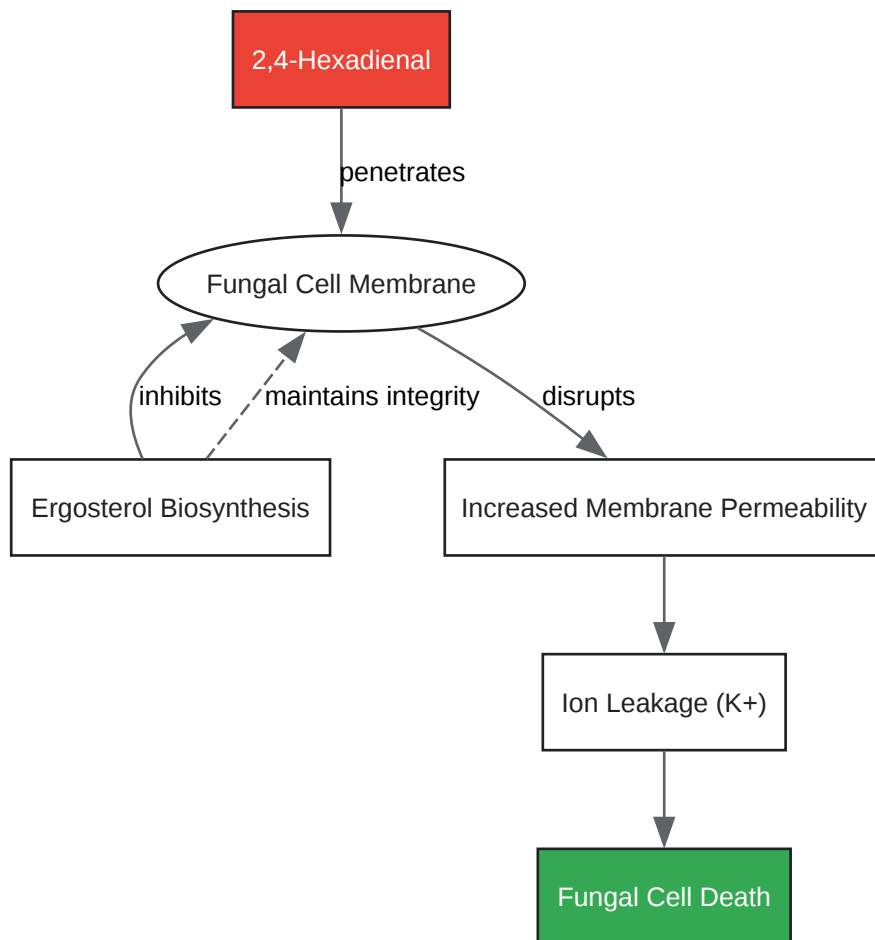 2,4-Hexadienal
penetrates
Fungal Cell Membrane
inhibits
maintains integrity
disrupts
Ergosterol Biosynthesis
Increased Membrane Permeability
Ion Leakage (K+)
Fungal Cell Death